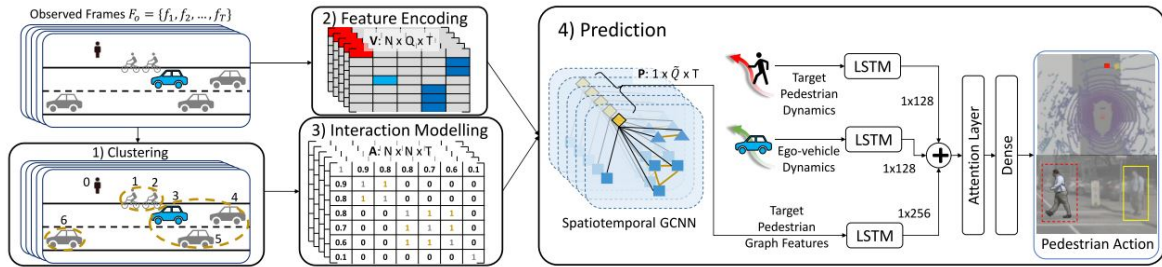 Observed Frames F_o = {f_1, f_2, ..., f_T}
1) Clustering
0
1
2
3
4
5
6
2) Feature Encoding
V: N x Q x T
3) Interaction Modelling
A: N x N x T
1 0.9 0.8 0.8 0.7 0.6 0.1
0.9 1 1 0 0 0 0
0.8 1 1 0 0 0 0
0.8 0 0 1 1 1 0
0.7 0 0 1 1 1 0
0.6 0 0 1 1 1 0
0.1 0 0 0 0 0 1
4) Prediction
P: 1 x Q̃ x T
Spatiotemporal GCNN
Target
Pedestrian
Dynamics
LSTM
1x128
Ego-vehicle
Dynamics
LSTM
1x128
Target
Pedestrian
Graph Features
LSTM
1x256
+
Attention Layer
Dense
Pedestrian Action